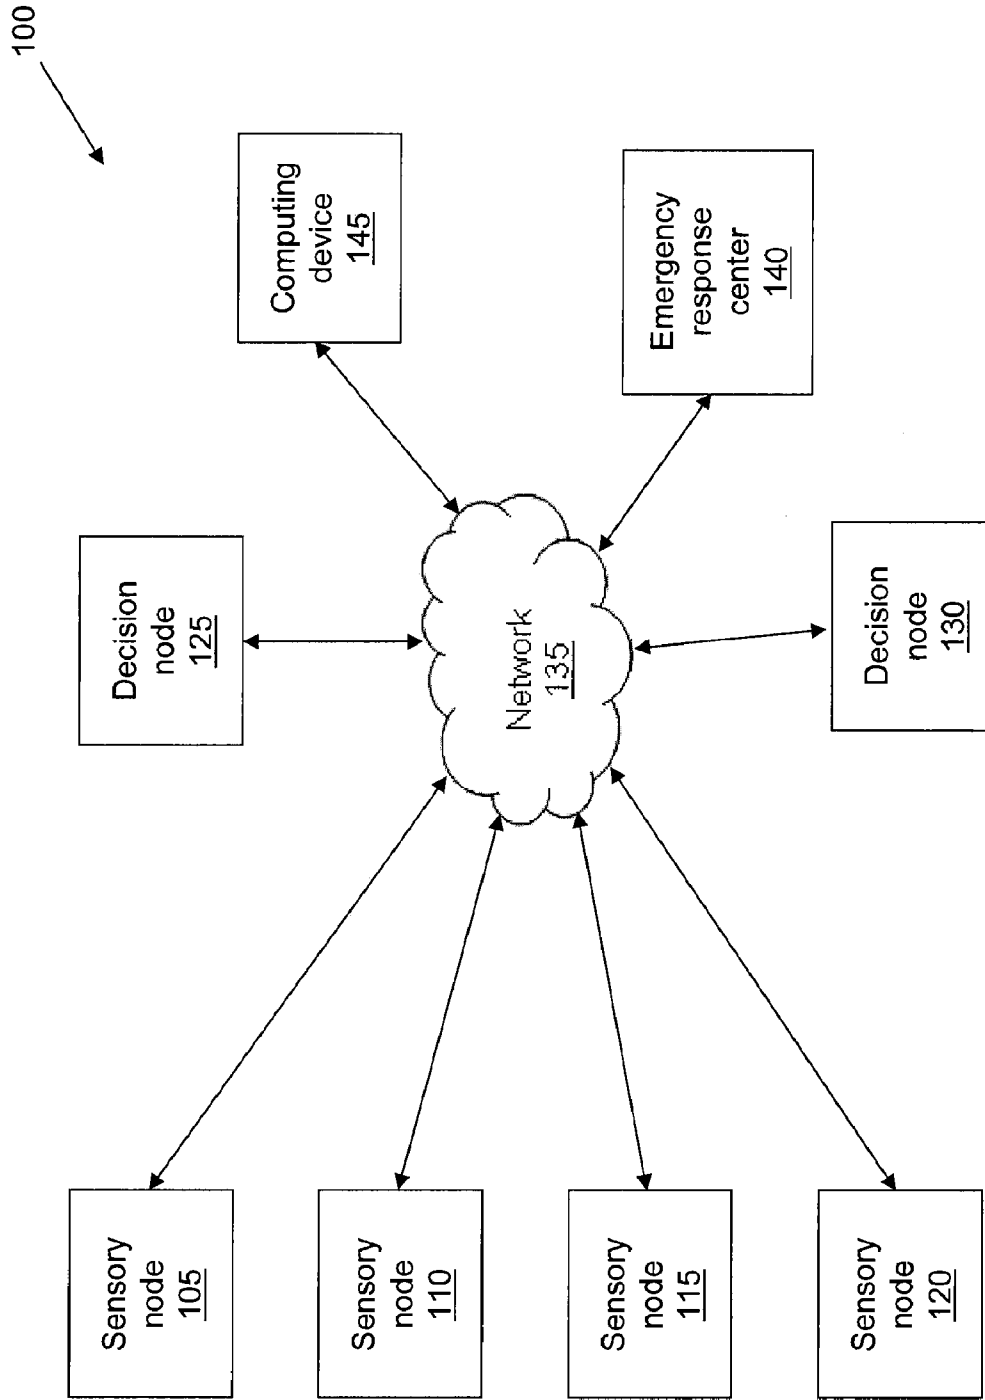 100
Computing
device
145
Emergency
response
center
140
Decision
node
125
Network
135
Decision
node
130
Sensory
node
105
Sensory
node
110
Sensory
node
115
Sensory
node
120